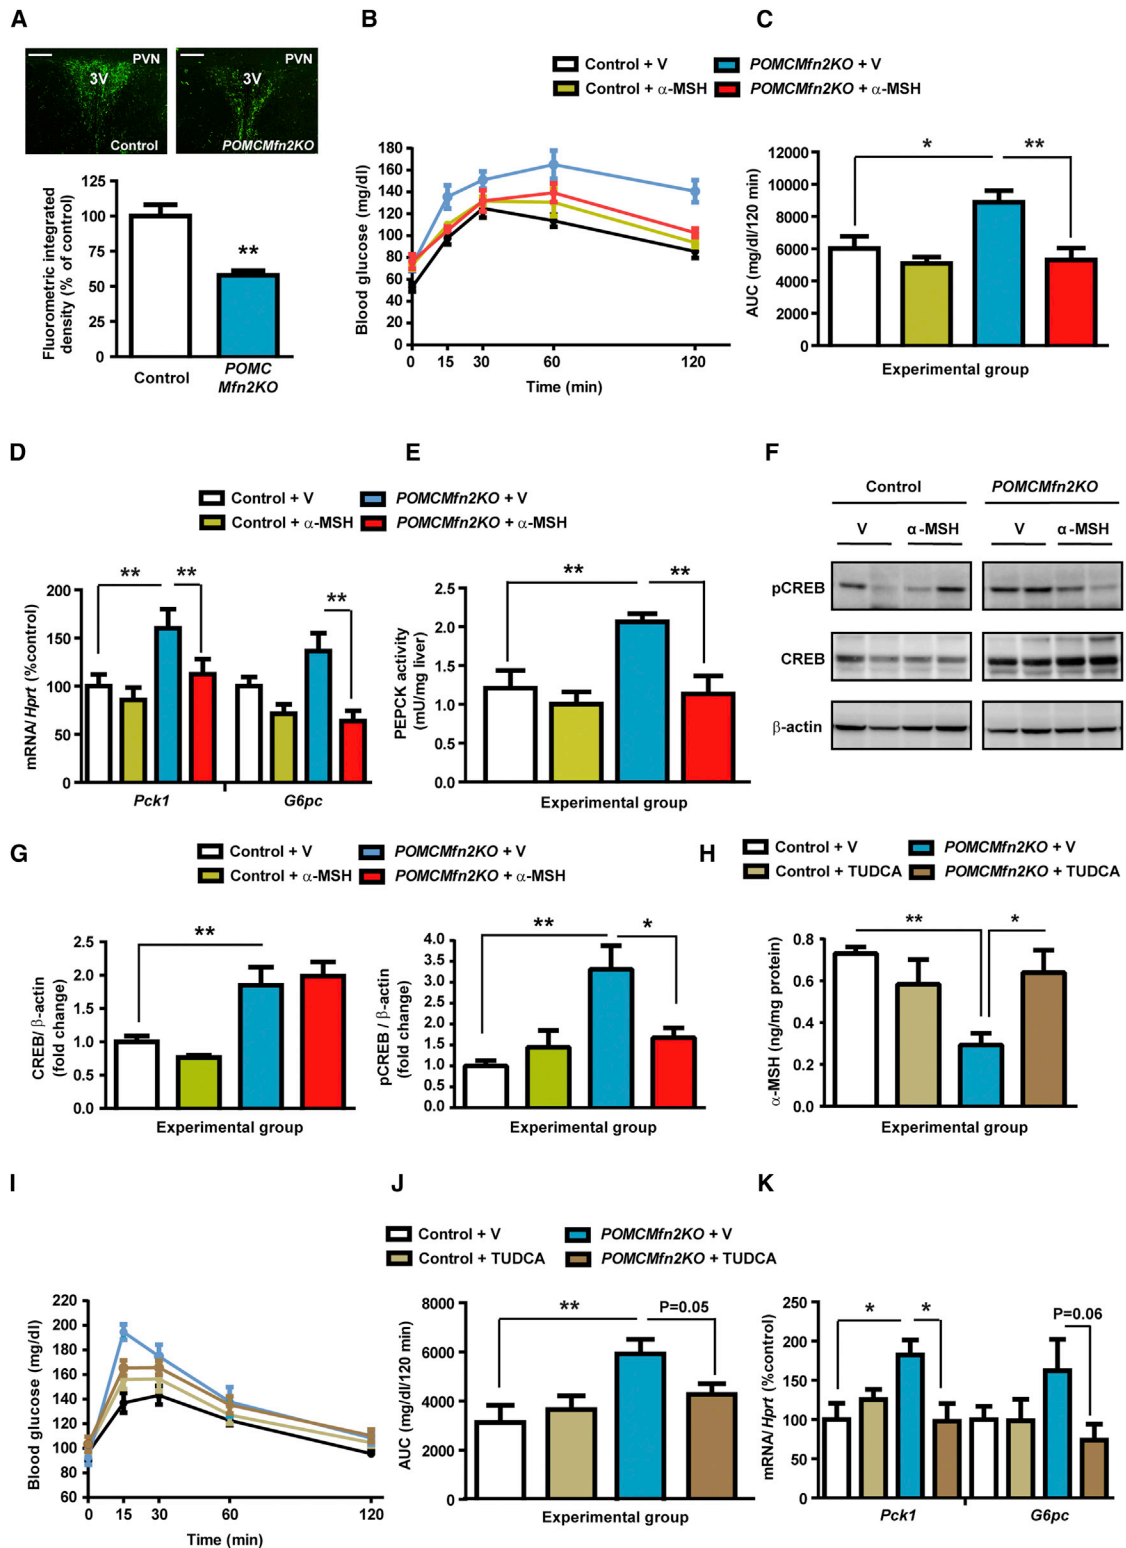 A
PVN
3V
Control
PVN
3V
POMCMfn2KO
Fluorometric integrated
density (% of control)
125
100
75
50
25
0
**
Control
POMC
Mfn2KO
B
C
Control + V
POMCMfn2KO + V
Control + α-MSH
POMCMfn2KO + α-MSH
Blood glucose (mg/dl)
180
160
140
120
100
80
60
40
20
0
0 15 30 60 120
Time (min)
AUC (mg/dl/120 min)
12000
10000
8000
6000
4000
2000
0
* **
Experimental group
D
E
Control + V
POMCMfn2KO + V
Control + α-MSH
POMCMfn2KO + α-MSH
mRNA/Hprt (%control)
200
150
100
50
0
** ** **
Pck1 G6pc
PEPCK activity
(mU/mg liver)
2.5
2.0
1.5
1.0
0.5
0.0
** **
Experimental group
F
Control POMCMfn2KO
V α-MSH V α-MSH
pCREB
CREB
β-actin
G
Control + V
POMCMfn2KO + V
Control + α-MSH
POMCMfn2KO + α-MSH
CREB/ β-actin
(fold change)
2.5
2.0
1.5
1.0
0.5
0.0
**
Experimental group
pCREB / β-actin
(fold change)
4.0
3.5
3.0
2.5
2.0
1.5
1.0
0.5
0.0
** *
Experimental group
H
Control + V
POMCMfn2KO + V
Control + TUDCA
POMCMfn2KO + TUDCA
α-MSH (ng/mg protein)
0.8
0.6
0.4
0.2
0.0
** *
Experimental group
I
J
K
Control + V
POMCMfn2KO + V
Control + TUDCA
POMCMfn2KO + TUDCA
Blood glucose (mg/dl)
220
200
180
160
140
120
100
80
60
0 15 30 60 120
Time (min)
AUC (mg/dl/120 min)
8000
6000
4000
2000
0
** P=0.05
Experimental group
mRNA/Hprt (%control)
250
200
150
100
50
0
* * P=0.06
Pck1 G6pc